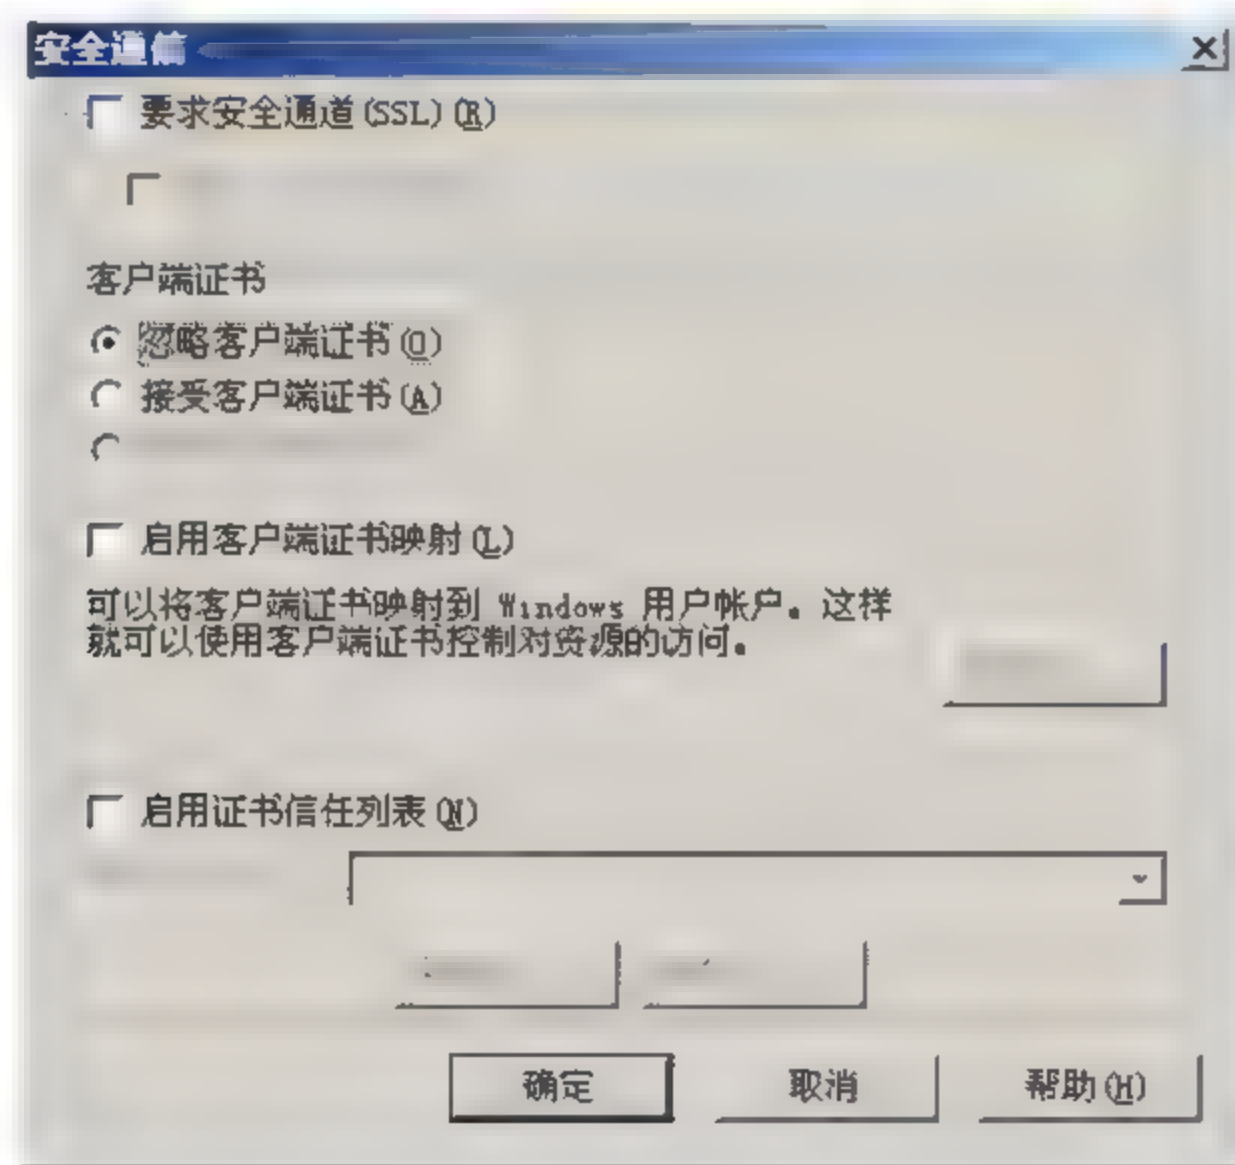 安全通信
要求安全通道(SSL)(R)
客户端证书
忽略客户端证书(O)
接受客户端证书(A)
启用客户端证书映射(L)
可以将客户端证书映射到 Windows 用户帐户。这样
就可以使用客户端证书控制对资源的访问。
启用证书信任列表(N)
确定
取消
帮助(H)